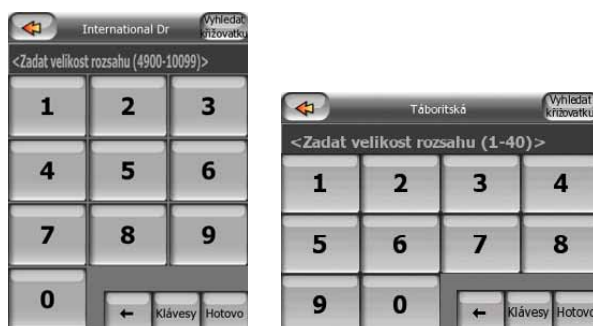 International Dr
Vyhledat
křižovatku
<Zadat velikost rozsahu (4900-10099)>
1 2 3
4 5 6
7 8 9
0 ← Klávesy Hotovo
Táboritská
Vyhledat
křižovatku
<Zadat velikost rozsahu (1-40)>
1 2 3 4
5 6 7 8
9 0 ← Klávesy Hotovo